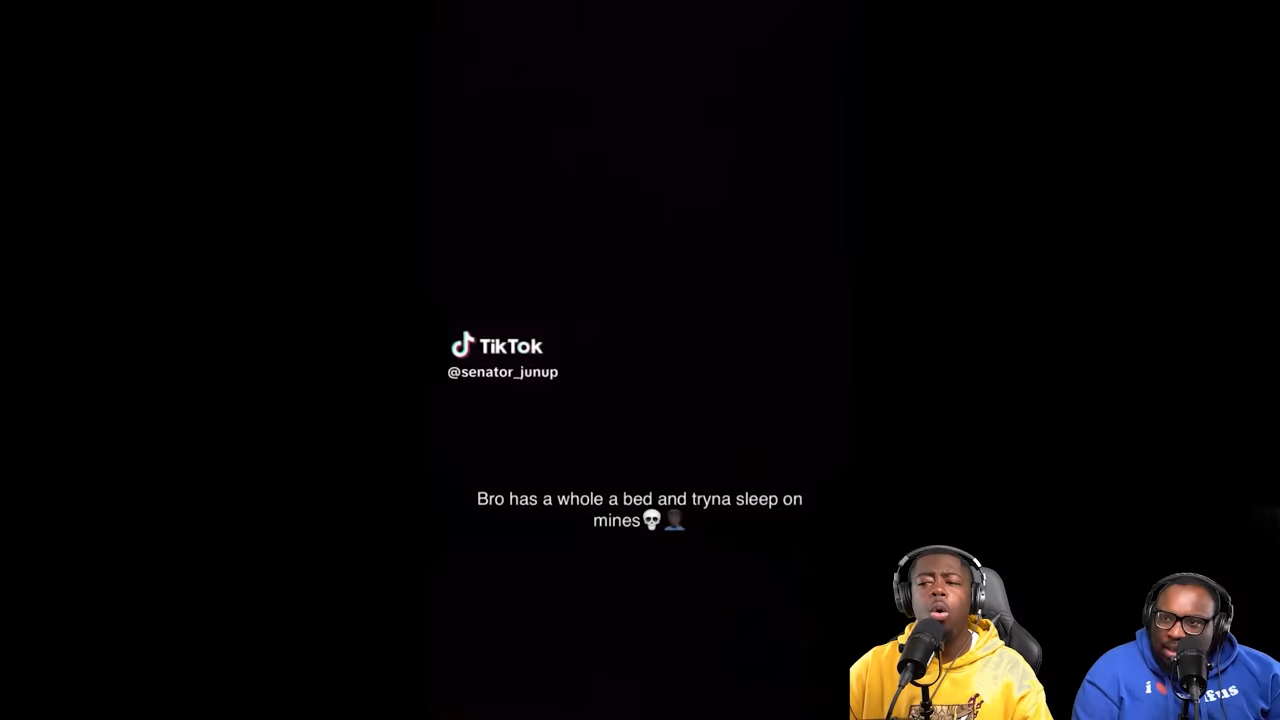 TikTok
@senator_junup
Bro has a whole a bed and tryna sleep on
mines💀🤦🏿‍♂️
i